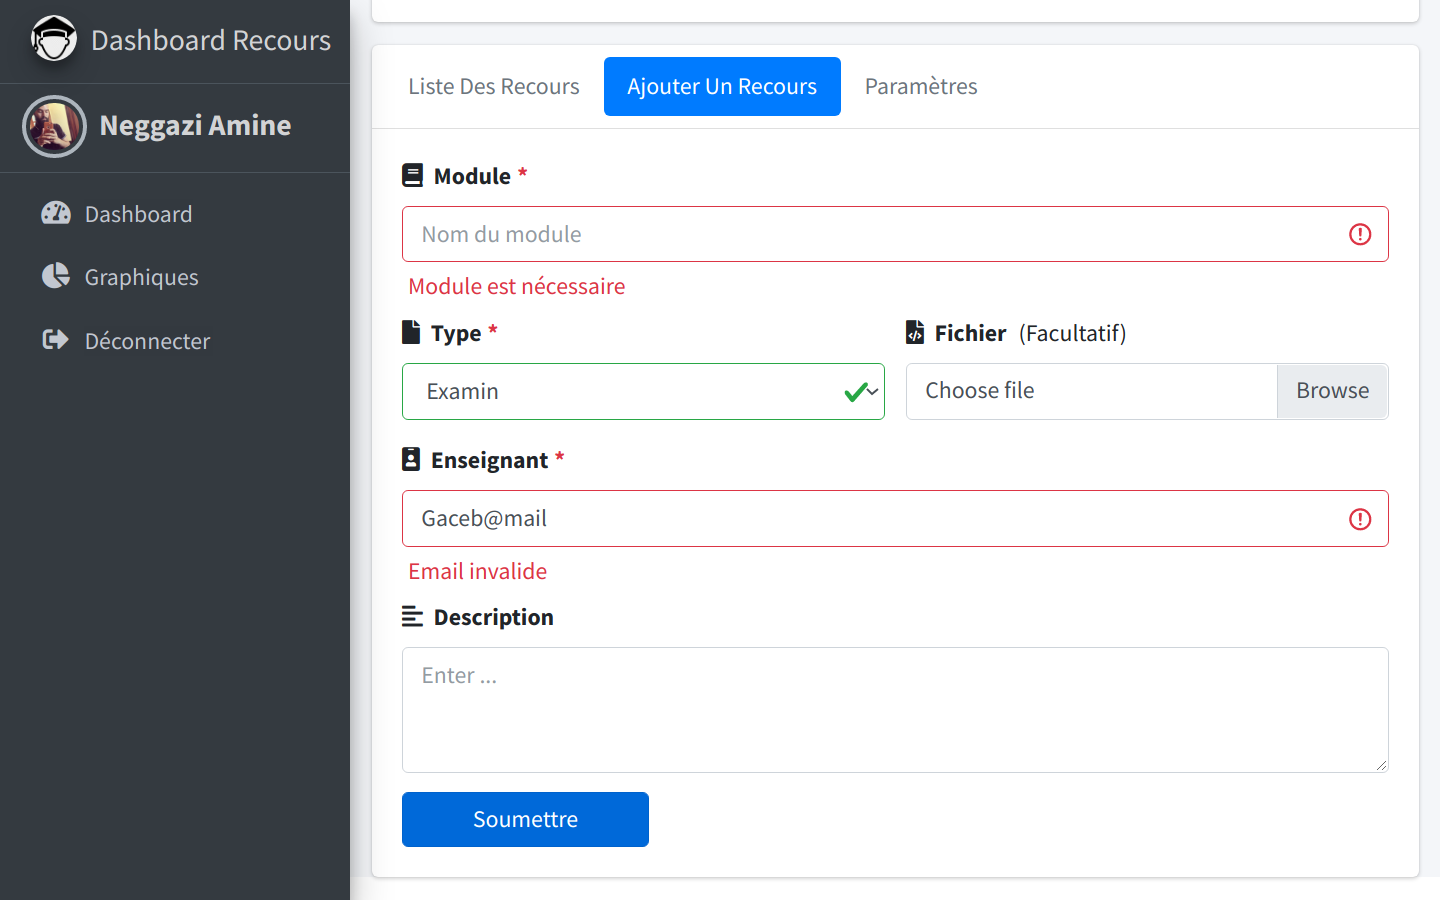 Dashboard Recours
Neggazi Amine
Dashboard
Graphiques
Déconnecter
Liste Des Recours Ajouter Un Recours Paramètres
Module *
Nom du module
Module est nécessaire
Type * Fichier (Facultatif)
Examin Choose file Browse
Enseignant *
Gaceb@mail
Email invalide
Description
Enter ...
Soumettre